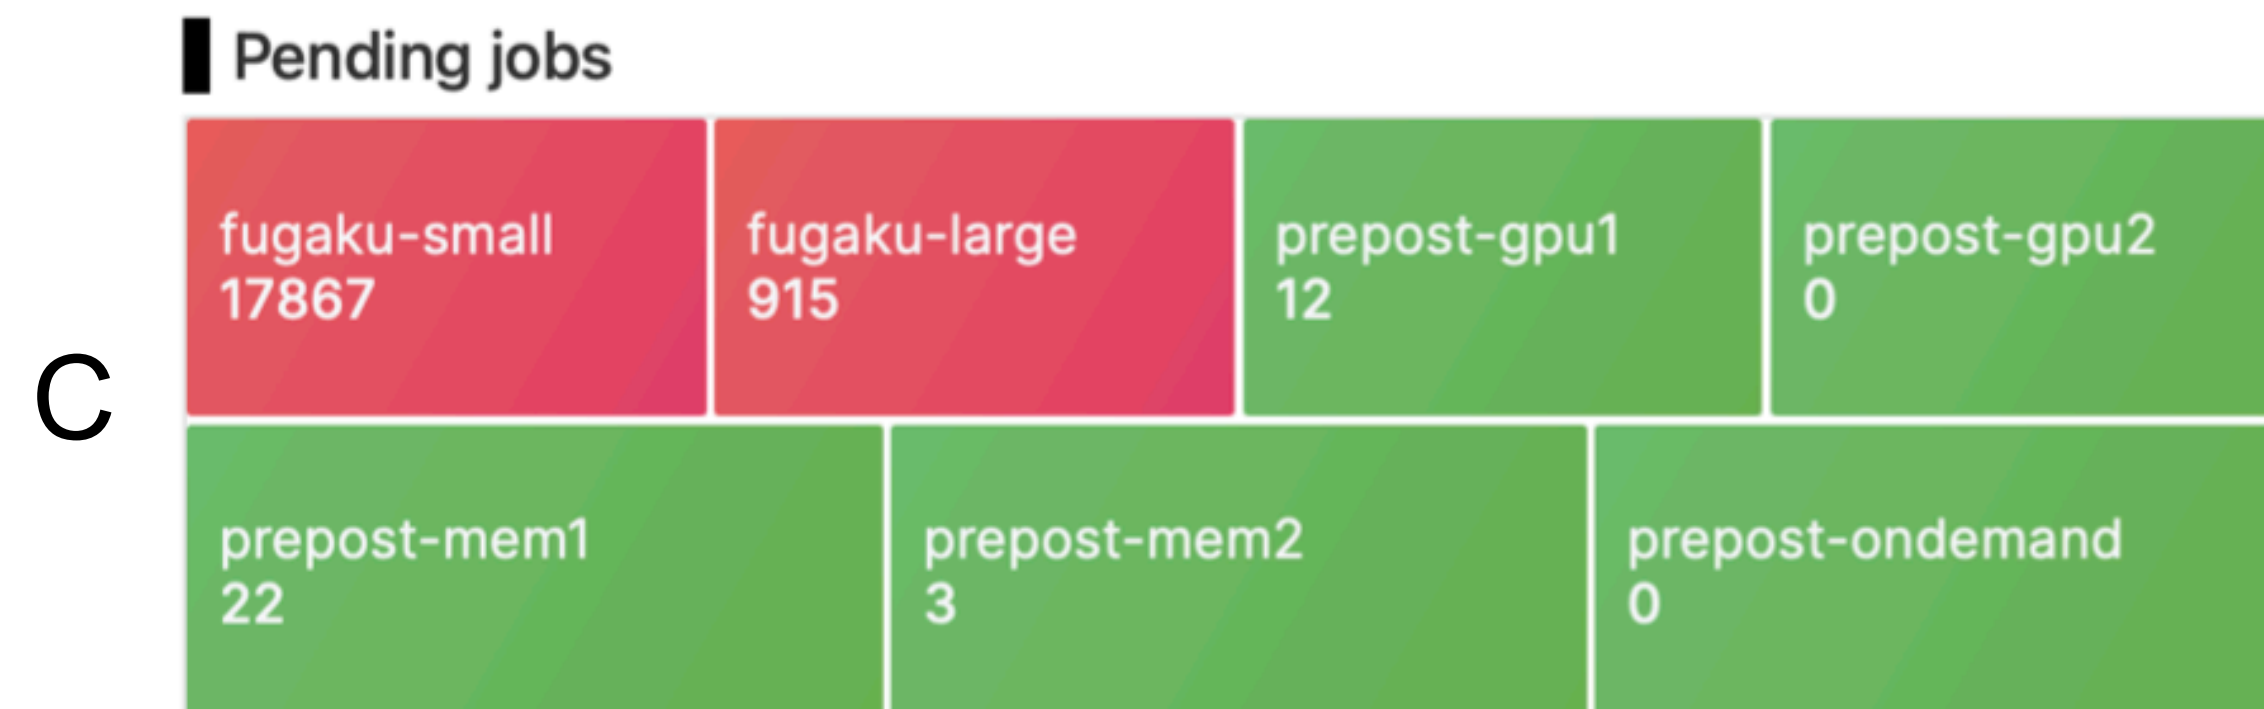 Pending jobs
fugaku-small
17867
fugaku-large
915
prepost-gpu1
12
prepost-gpu2
0
C
prepost-mem1
22
prepost-mem2
3
prepost-ondemand
0